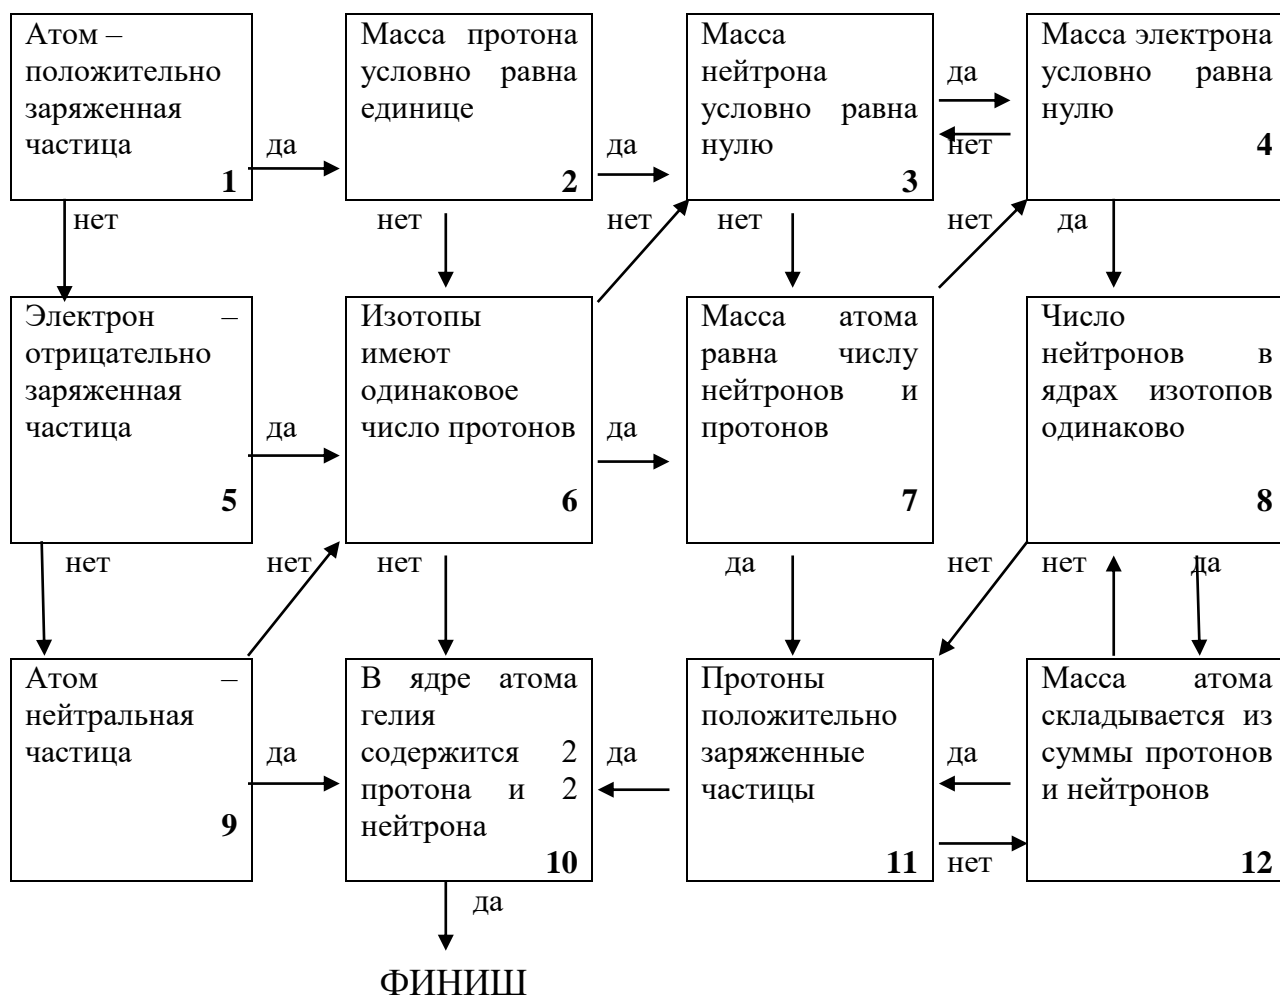 Атом –
положительно
заряженная
частица
1
да
Масса протона
условно равна
единице
2
да
Масса
нейтрона
условно равна
нулю
3
да
нет
Масса электрона
условно равна
нулю
4
нет
нет
нет
нет
нет
да
Электрон –
отрицательно
заряженная
частица
5
да
Изотопы
имеют
одинаковое
число протонов
6
да
Масса атома
равна числу
нейтронов и
протонов
7
Число
нейтронов в
ядрах изотопов
одинаково
8
нет
нет
нет
да
нет
нет
да
Атом –
нейтральная
частица
9
да
В ядре атома
гелия
содержится 2
протона и 2
нейтрона
10
да
Протоны
положительно
заряженные
частицы
11
да
нет
Масса атома
складывается из
суммы протонов
и нейтронов
12
да
ФИНИШ